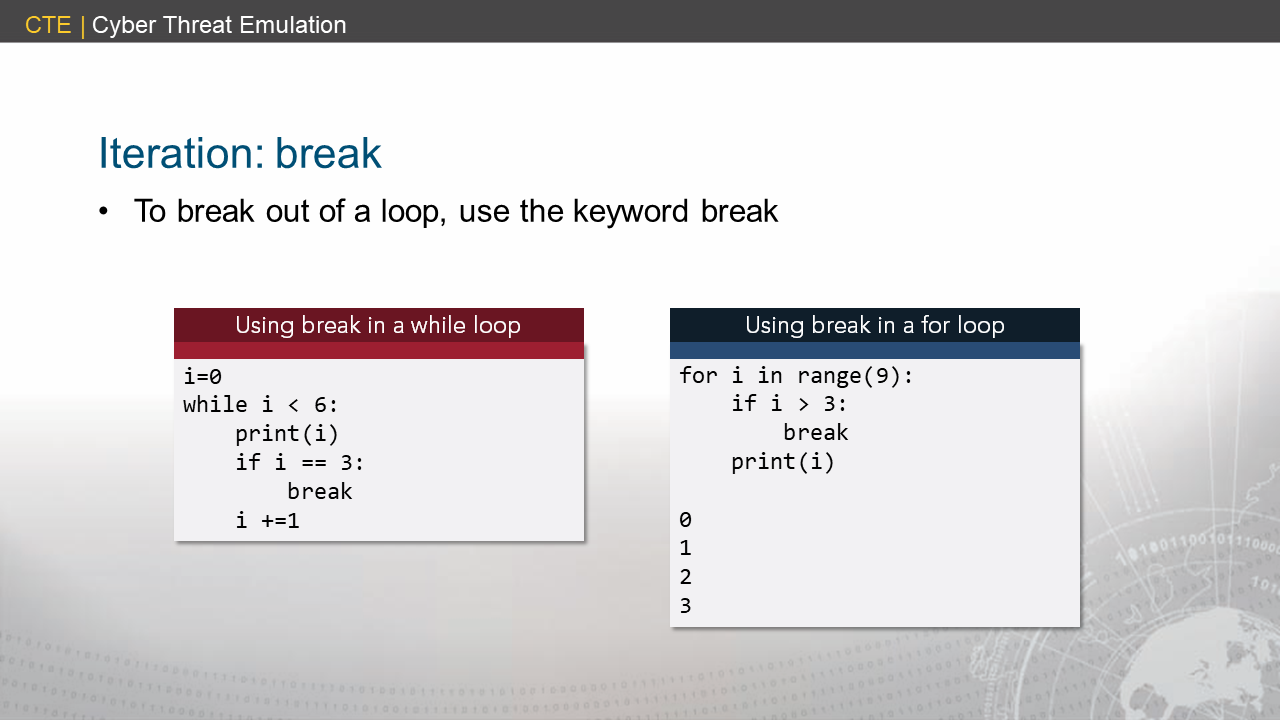 CTE | Cyber Threat Emulation
Iteration: break
• To break out of a loop, use the keyword break
Using break in a while loop
i=0
while i < 6:
    print(i)
    if i == 3:
        break
    i +=1
Using break in a for loop
for i in range(9):
    if i > 3:
        break
    print(i)

0
1
2
3